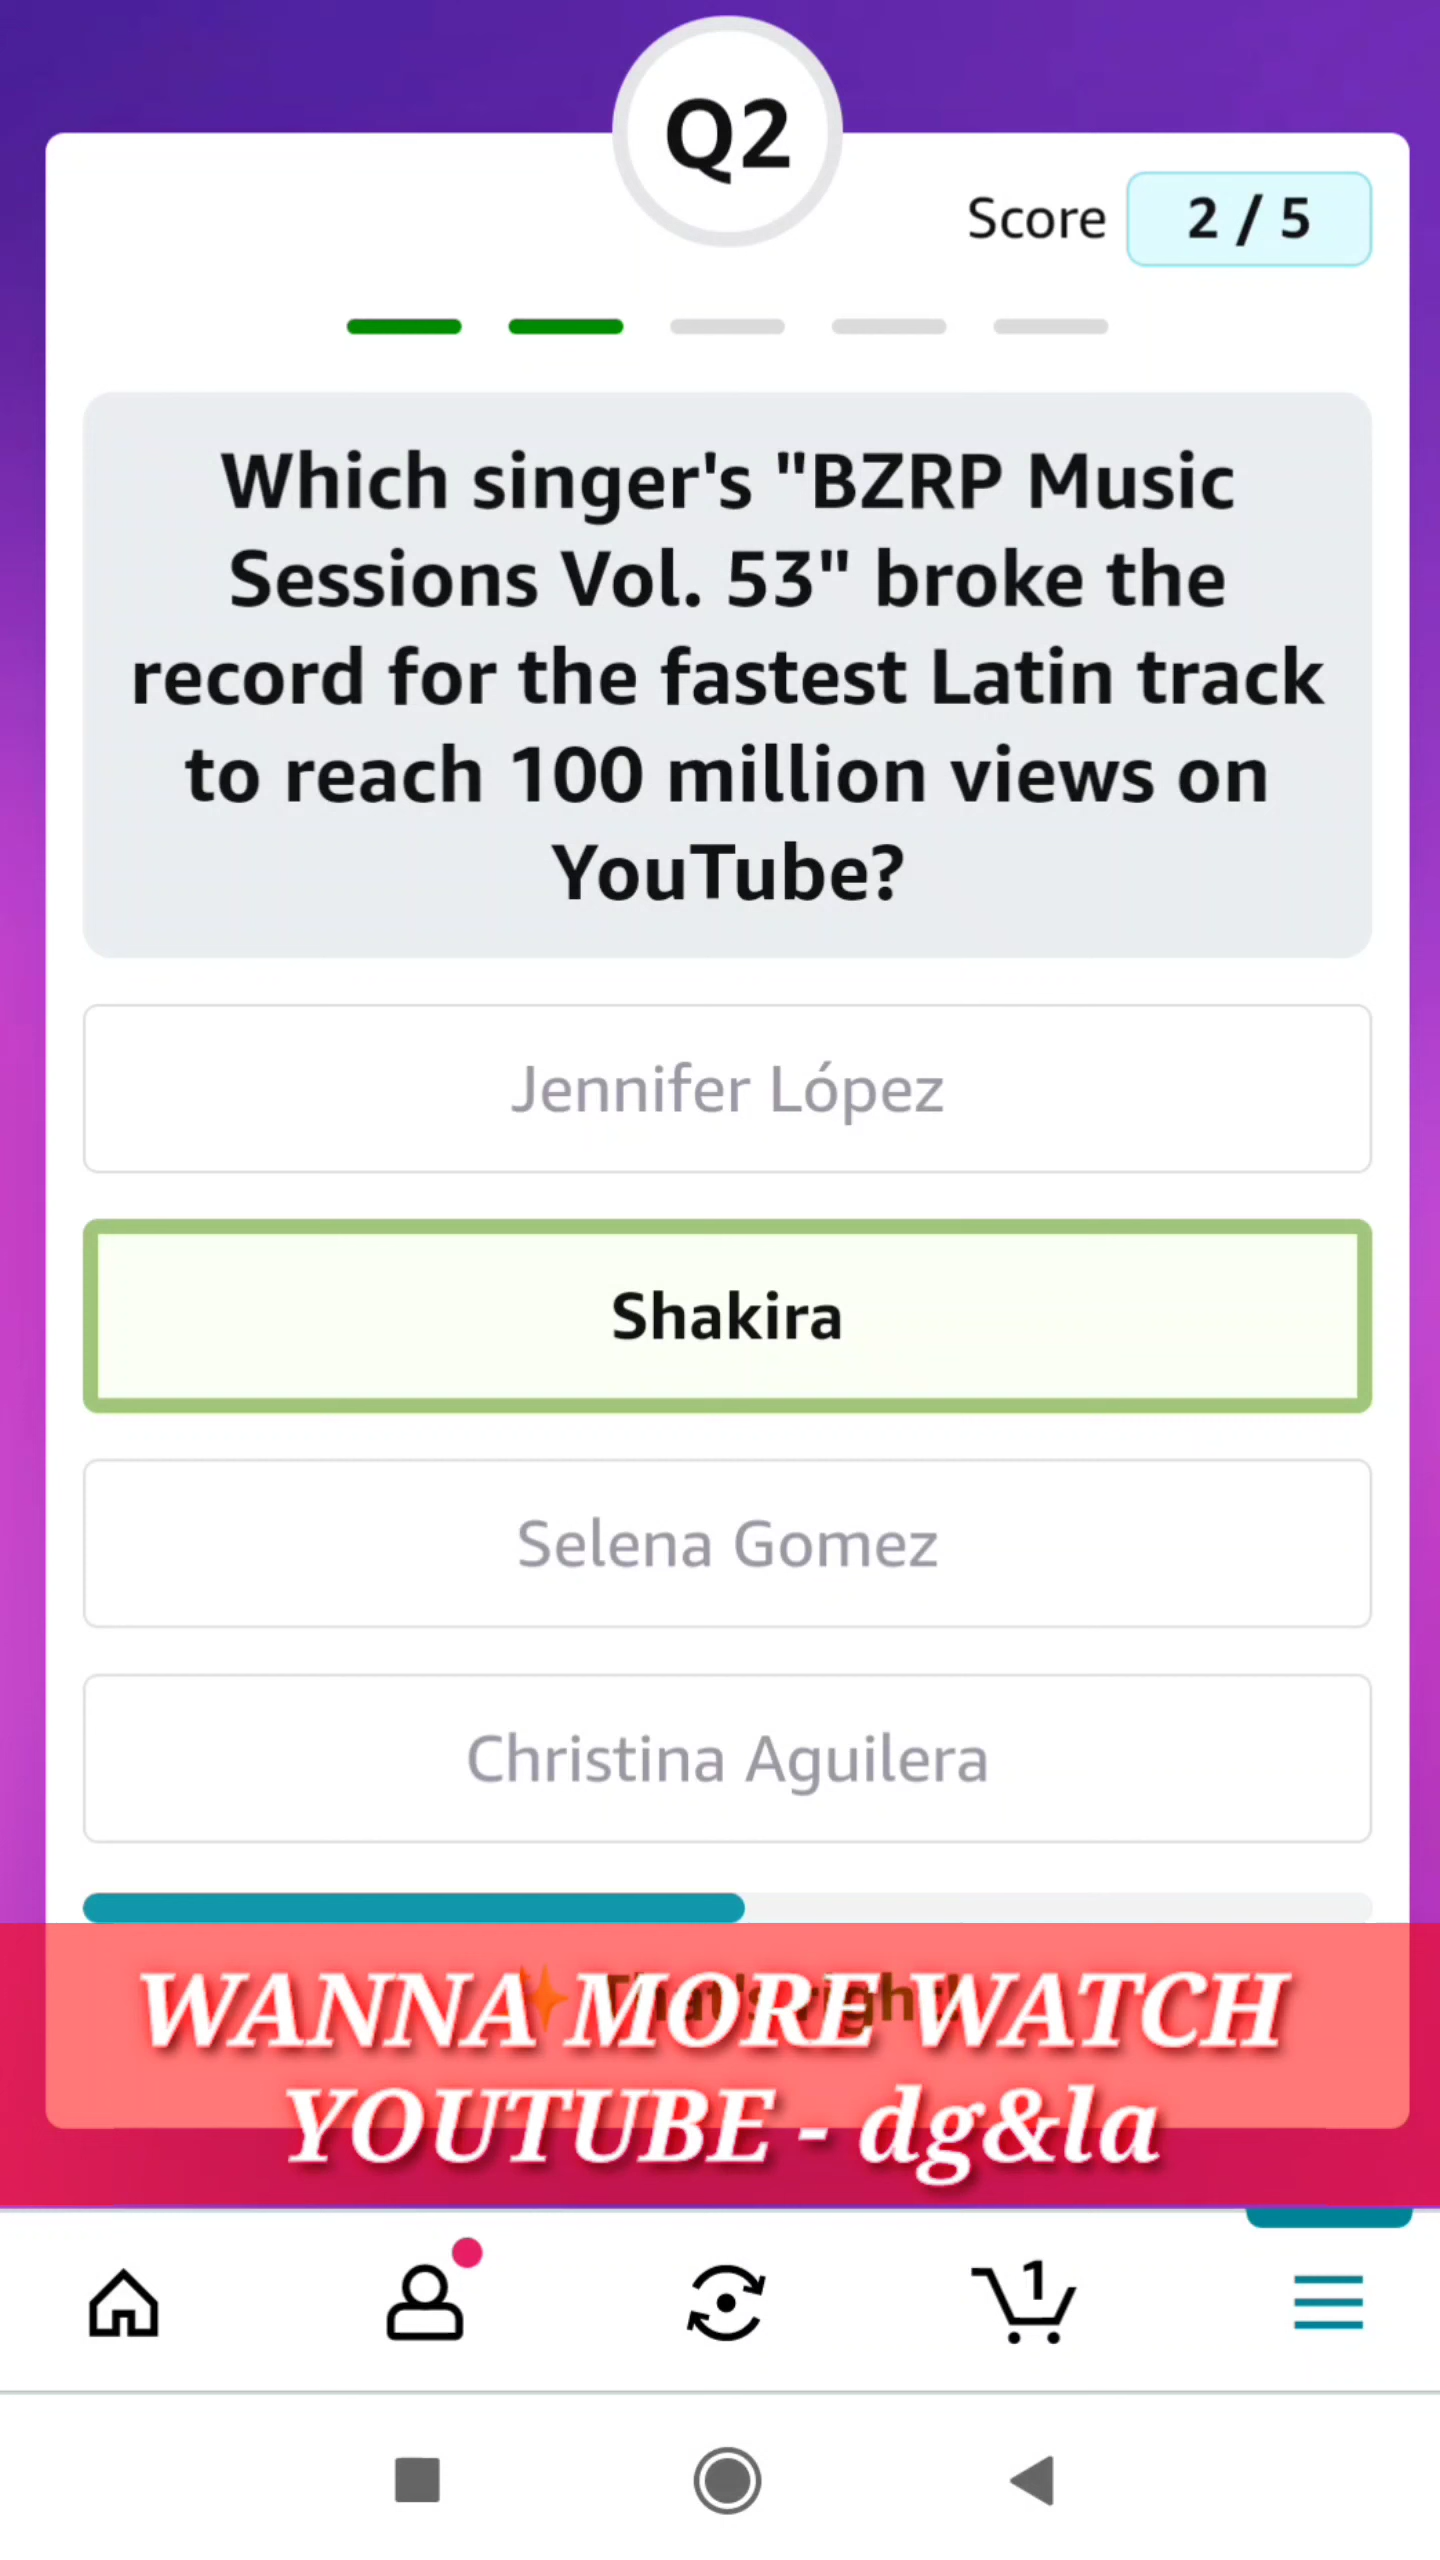 Q2
Score 2 / 5
Which singer's "BZRP Music
Sessions Vol. 53" broke the
record for the fastest Latin track
to reach 100 million views on
YouTube?
Jennifer López
Shakira
Selena Gomez
Christina Aguilera
That's right!
WANNA MORE WATCH
YOUTUBE - dg&la
1